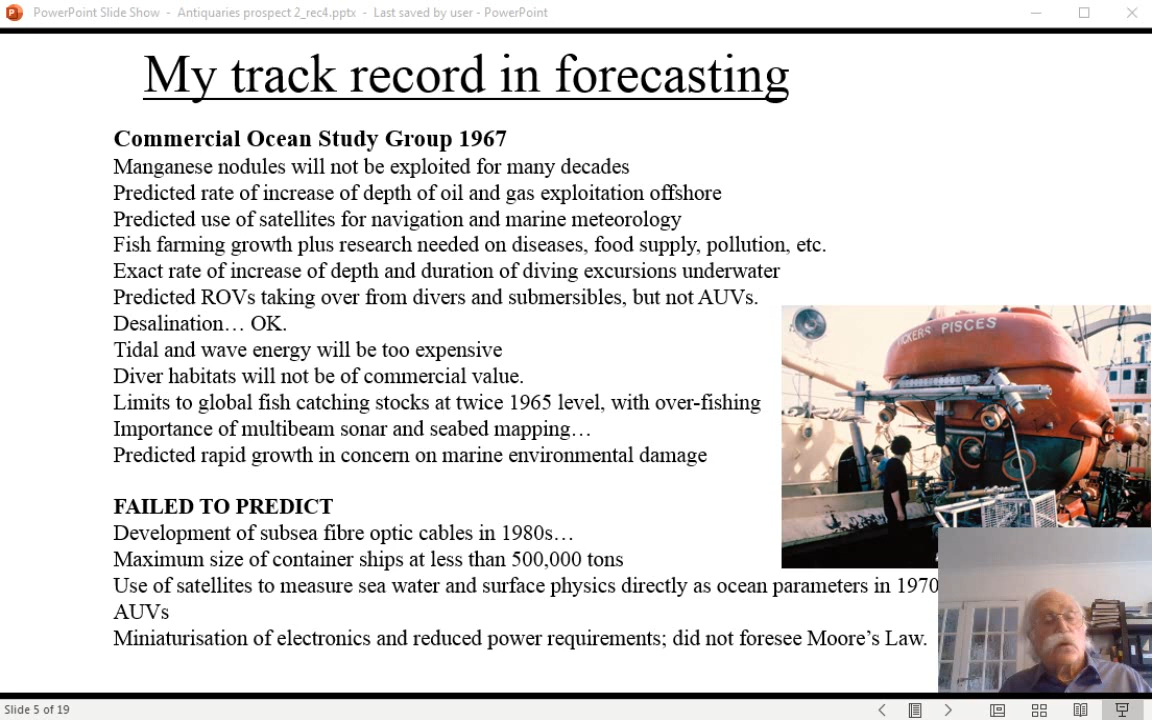 PowerPoint Slide Show - Antiquaries prospect 2_rec4.pptx - Last saved by user - PowerPoint
My track record in forecasting
Commercial Ocean Study Group 1967
Manganese nodules will not be exploited for many decades
Predicted rate of increase of depth of oil and gas exploitation offshore
Predicted use of satellites for navigation and marine meteorology
Fish farming growth plus research needed on diseases, food supply, pollution, etc.
Exact rate of increase of depth and duration of diving excursions underwater
Predicted ROVs taking over from divers and submersibles, but not AUVs.
Desalination… OK.
Tidal and wave energy will be too expensive
Diver habitats will not be of commercial value.
Limits to global fish catching stocks at twice 1965 level, with over-fishing
Importance of multibeam sonar and seabed mapping…
Predicted rapid growth in concern on marine environmental damage
PISCES
FAILED TO PREDICT
Development of subsea fibre optic cables in 1980s…
Maximum size of container ships at less than 500,000 tons
Use of satellites to measure sea water and surface physics directly as ocean parameters in 1970
AUVs
Miniaturisation of electronics and reduced power requirements; did not foresee Moore's Law.
Slide 5 of 19